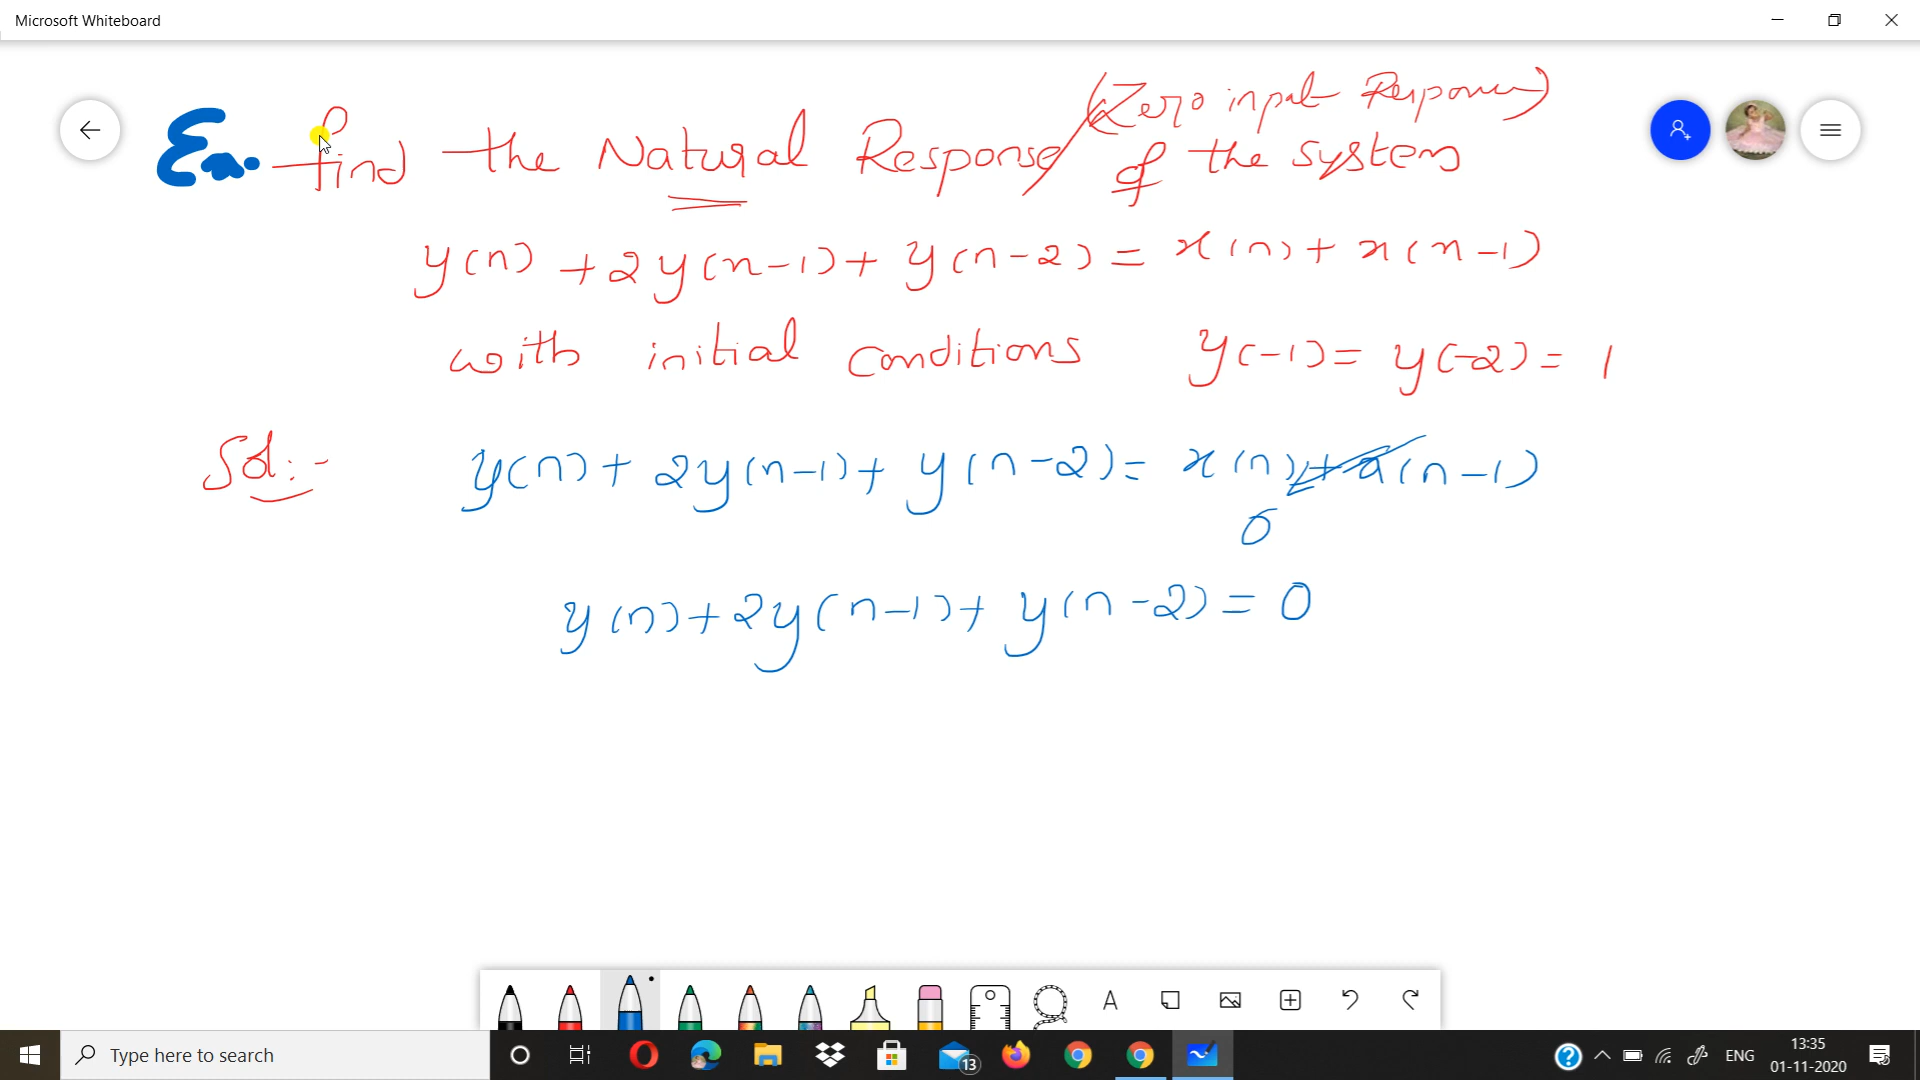 Microsoft Whiteboard
(Zero input Response)
Ex. find the Natural Response / of the system
y(n) + 2y(n-1) + y(n-2) = x(n) + x(n-1)
with initial conditions y(-1) = y(-2) = 1
Sol:- y(n) + 2y(n-1) + y(n-2) = x(n) + x(n-1)
0
y(n) + 2y(n-1) + y(n-2) = 0
A
Type here to search
13
ENG
13:35
01-11-2020